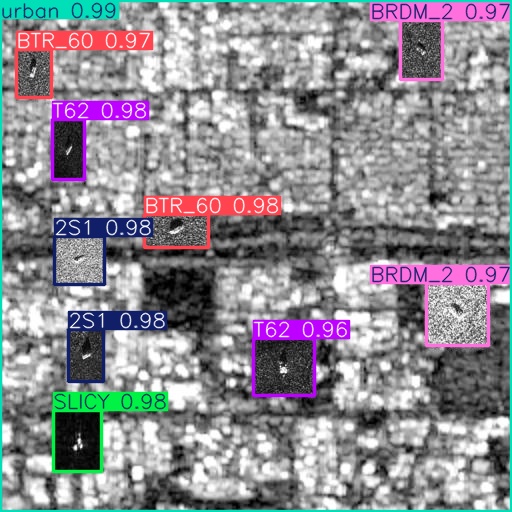 urban 0.99
BRDM_2 0.97
BTR_60 0.97
T62 0.98
BTR_60 0.98
2S1 0.98
BRDM_2 0.97
2S1 0.98
T62 0.96
SLICY 0.98